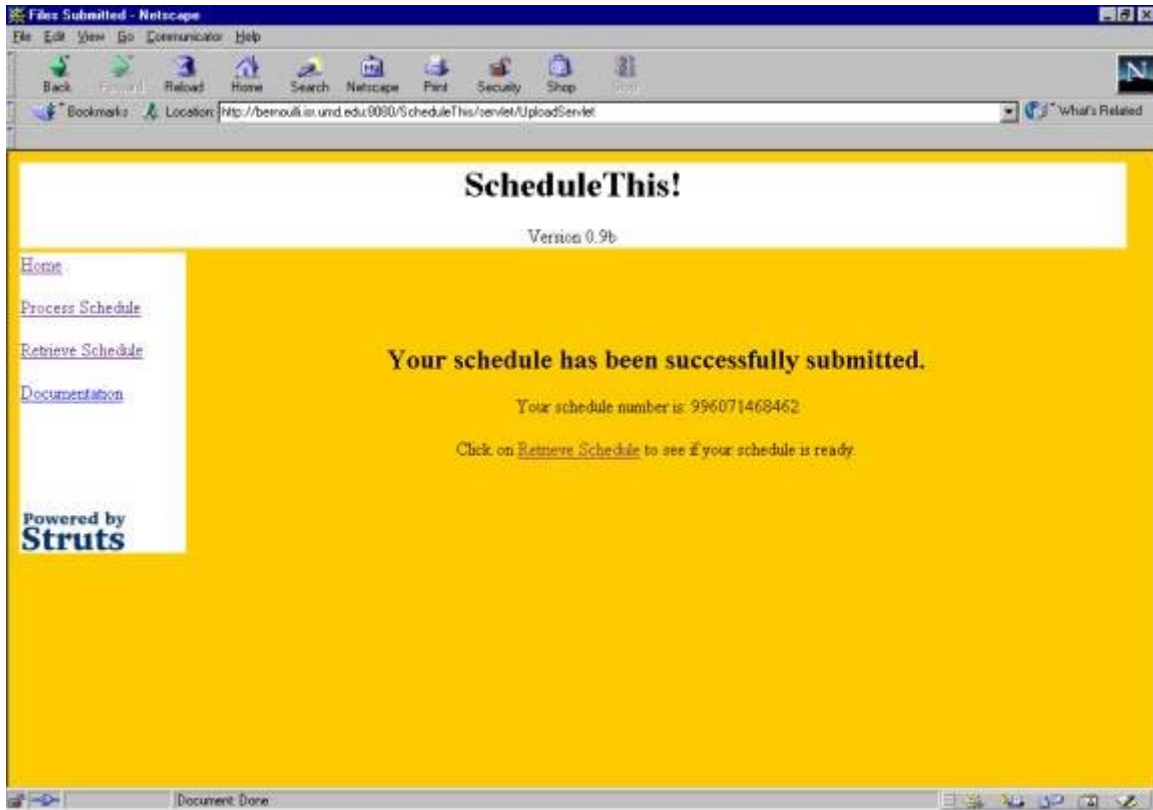 Files Submitted - Netscape
File Edit View Go Communicator Help
Back Forward Reload Home Search Netscape Print Security Shop Stop
Bookmarks Location: http://bernoulli.isr.umd.edu:8080/ScheduleThis/servlet/UploadServlet What's Related
ScheduleThis!
Version 0.9b
Home
Process Schedule
Retrieve Schedule
Documentation
Your schedule has been successfully submitted.
Your schedule number is: 996071468462
Click on Retrieve Schedule to see if your schedule is ready.
Powered by
Struts
Document: Done